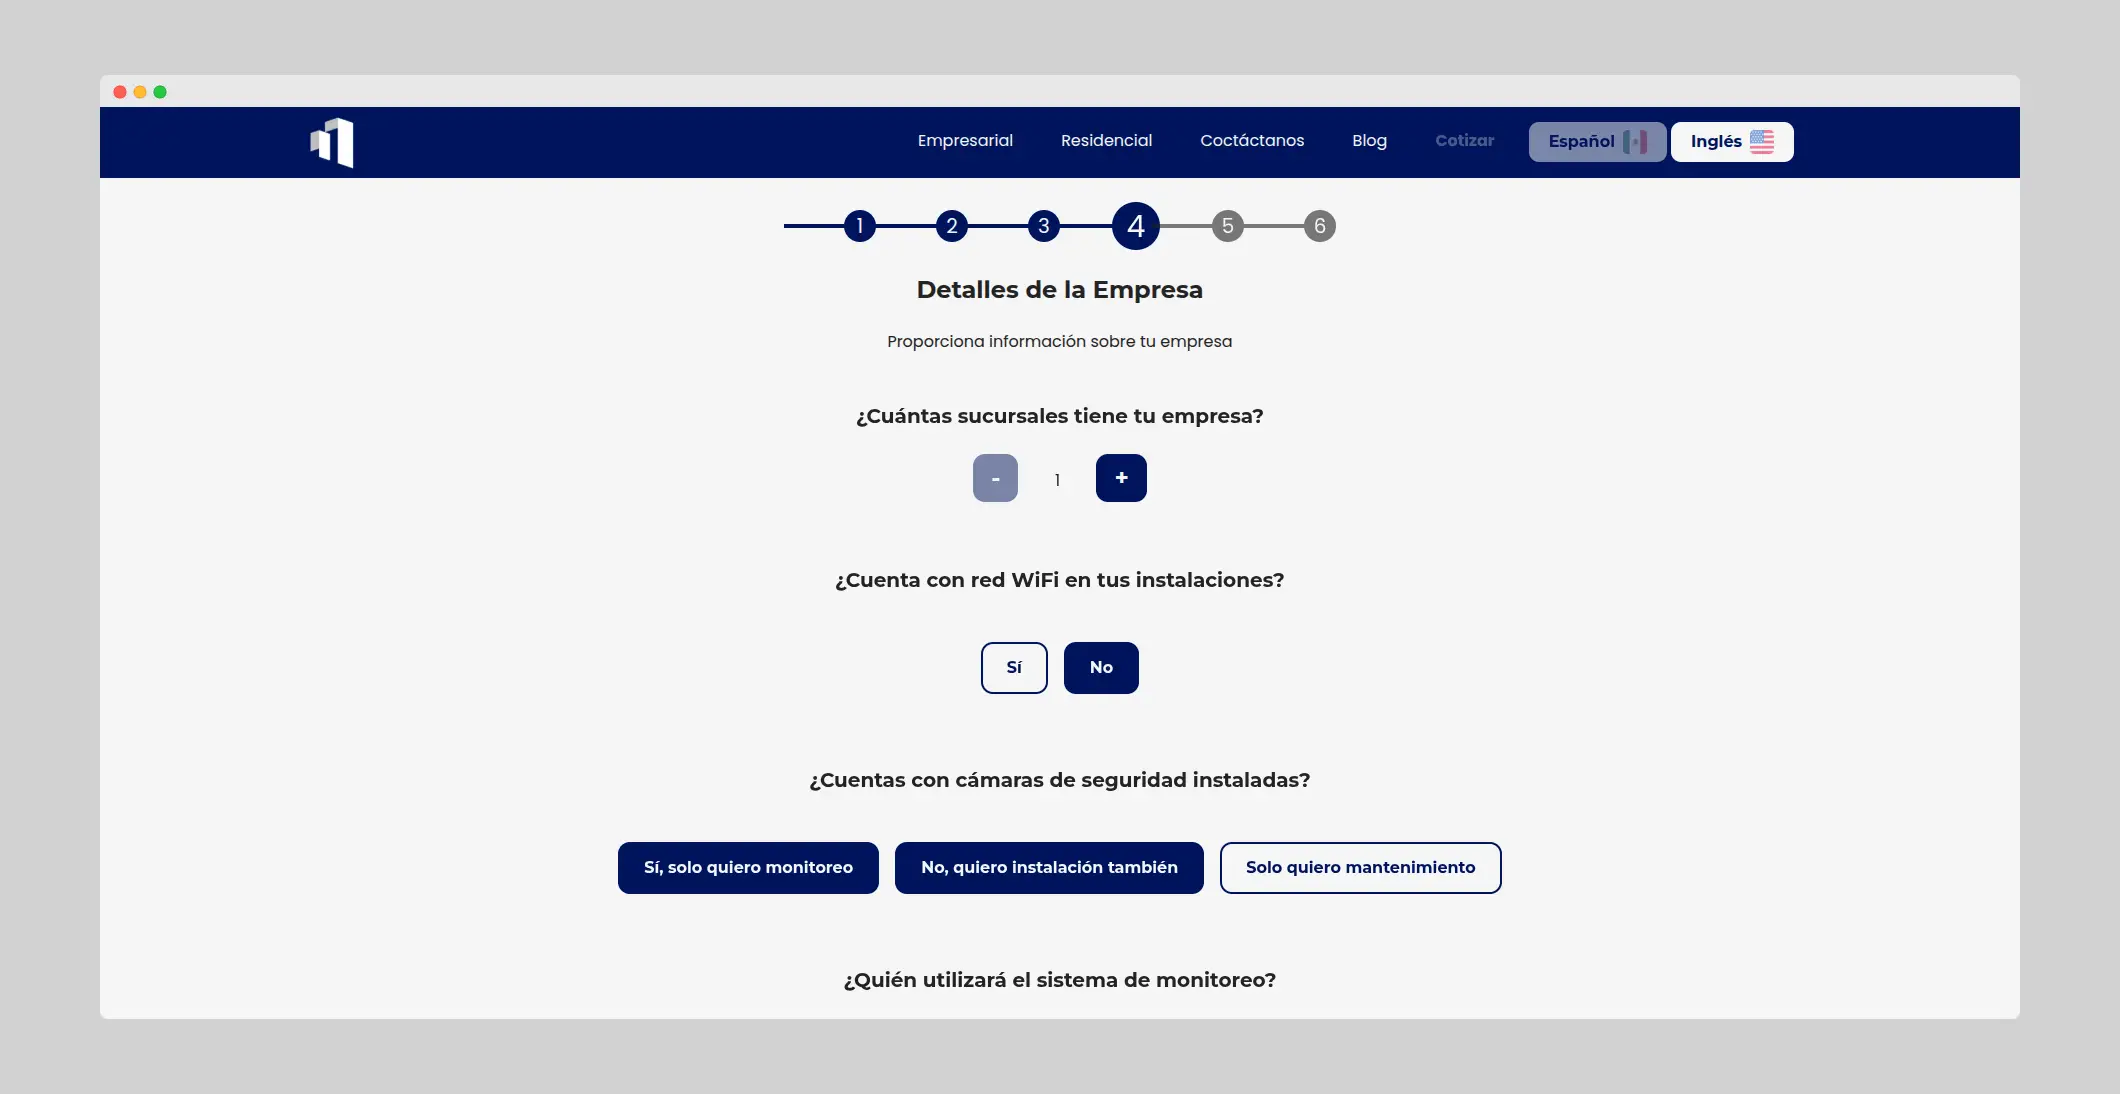 Empresarial Residencial Coctáctanos Blog Cotizar Español Inglés
1 2 3 4 5 6
Detalles de la Empresa
Proporciona información sobre tu empresa
¿Cuántas sucursales tiene tu empresa?
- 1 +
¿Cuenta con red WiFi en tus instalaciones?
Sí No
¿Cuentas con cámaras de seguridad instaladas?
Sí, solo quiero monitoreo No, quiero instalación también Solo quiero mantenimiento
¿Quién utilizará el sistema de monitoreo?